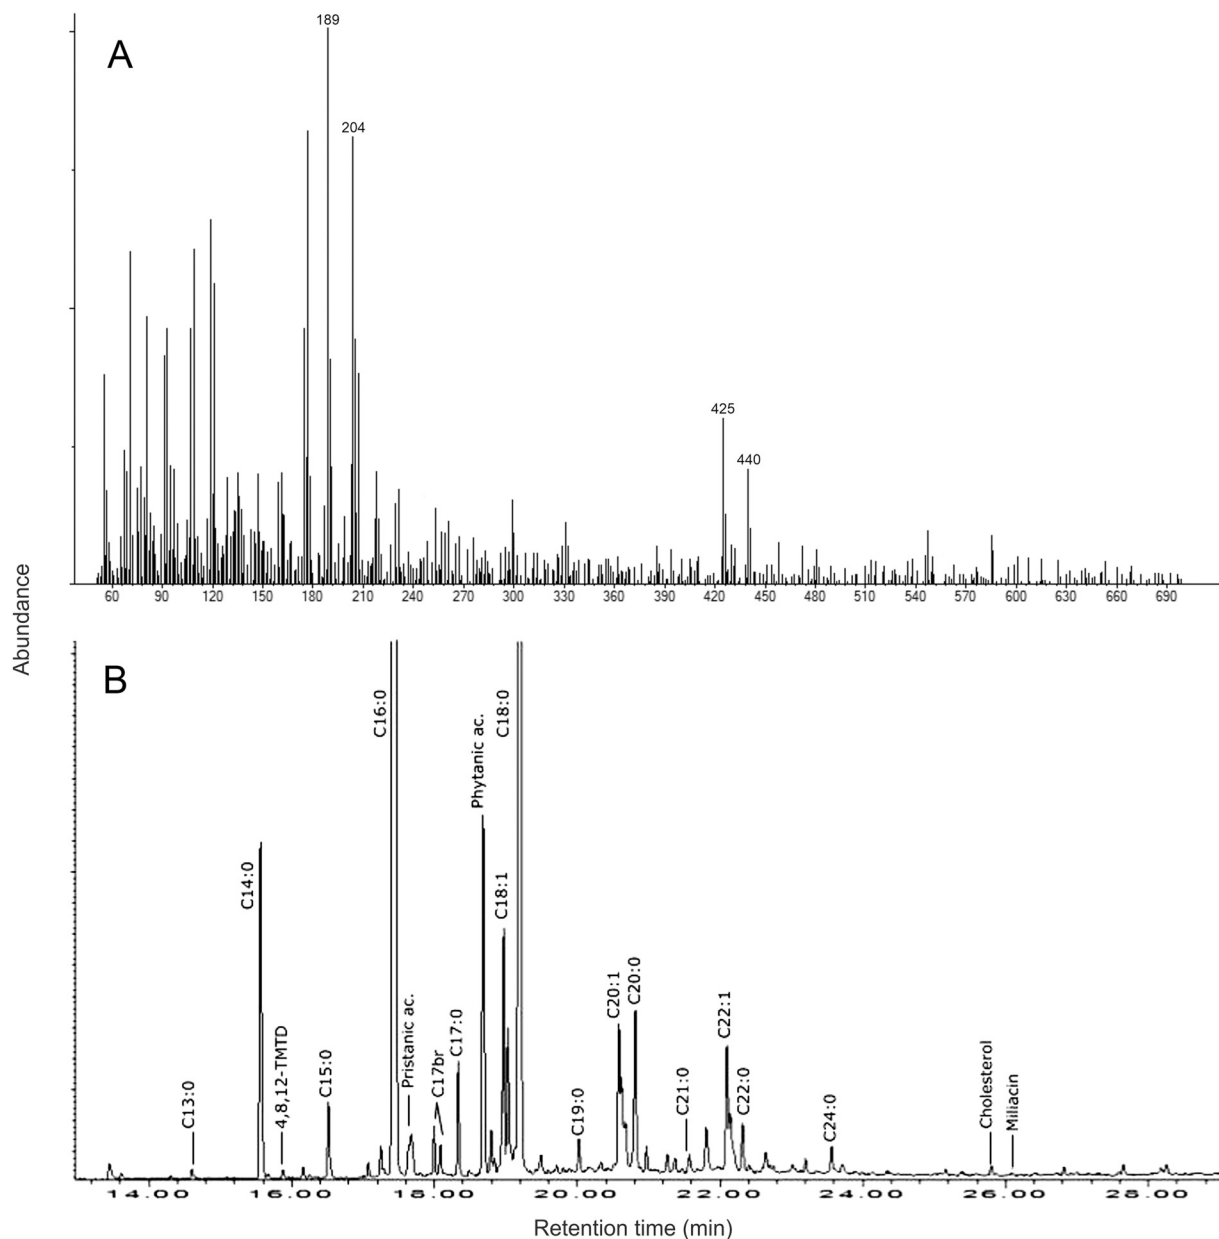 A
189
204
425
440
60 90 120 150 180 210 240 270 300 330 360 390 420 450 480 510 540 570 600 630 660 690
Abundance
B
C13:0
C14:0
4,8,12-TMTD
C15:0
C16:0
Pristanic ac.
C17br
C17:0
Phytanic ac.
C18:1
C18:0
C19:0
C20:1
C20:0
C21:0
C22:1
C22:0
C24:0
Cholesterol
Miliacin
14.00 16.00 18.00 20.00 22.00 24.00 26.00 28.00
Retention time (min)